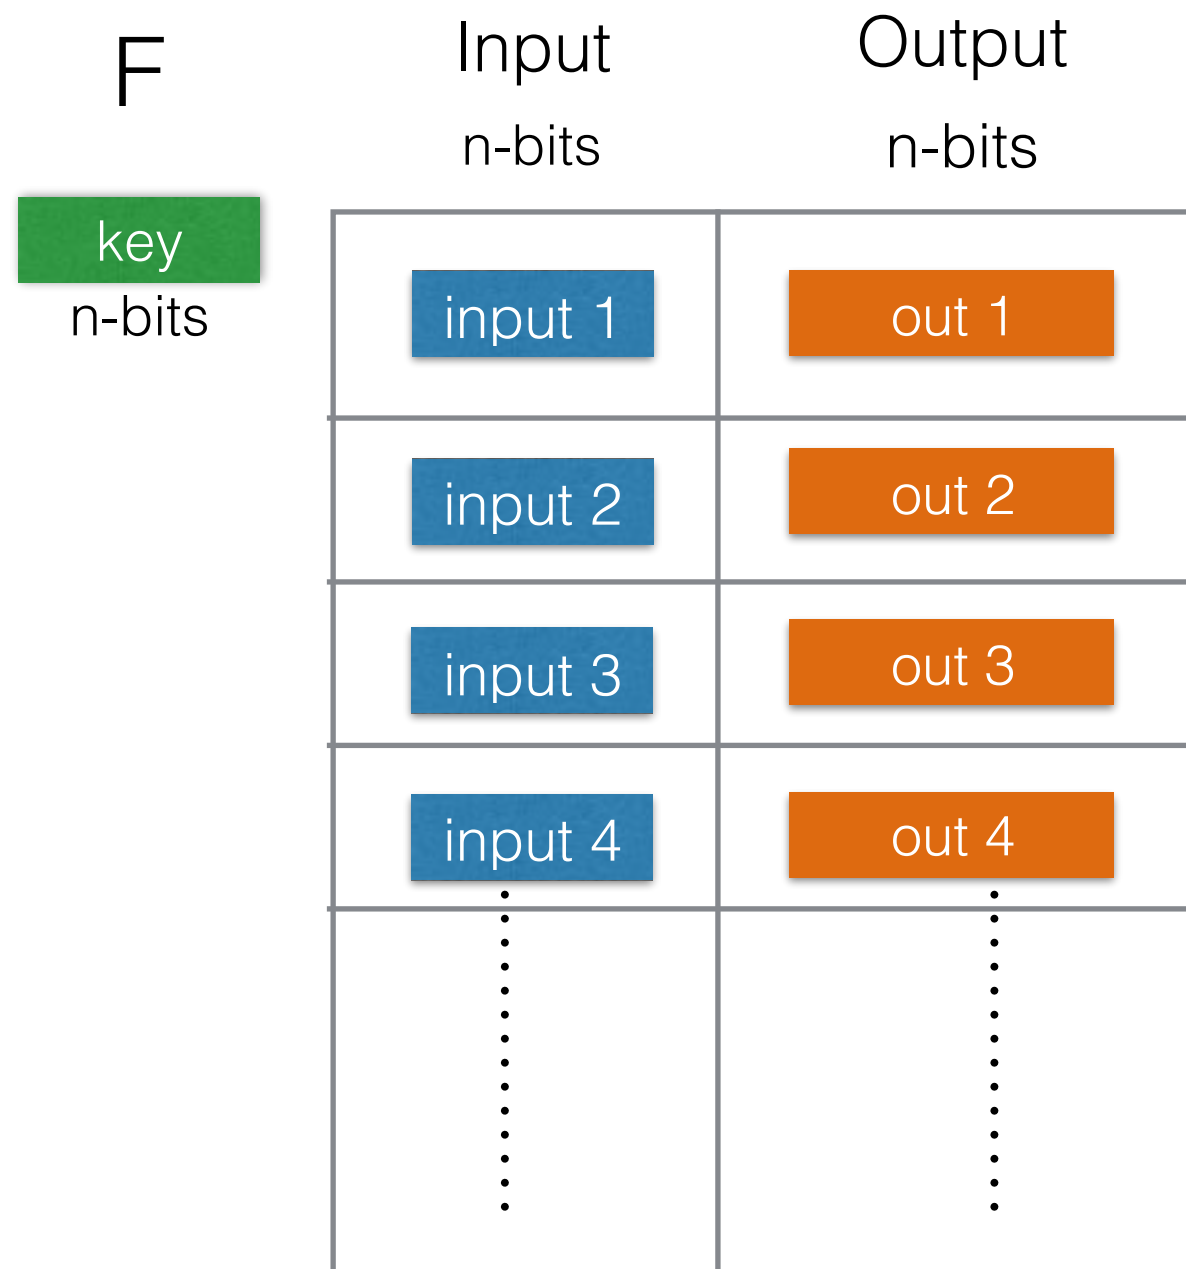 F
Input
Output
n-bits
n-bits
key
n-bits
input 1
out 1
input 2
out 2
input 3
out 3
input 4
out 4